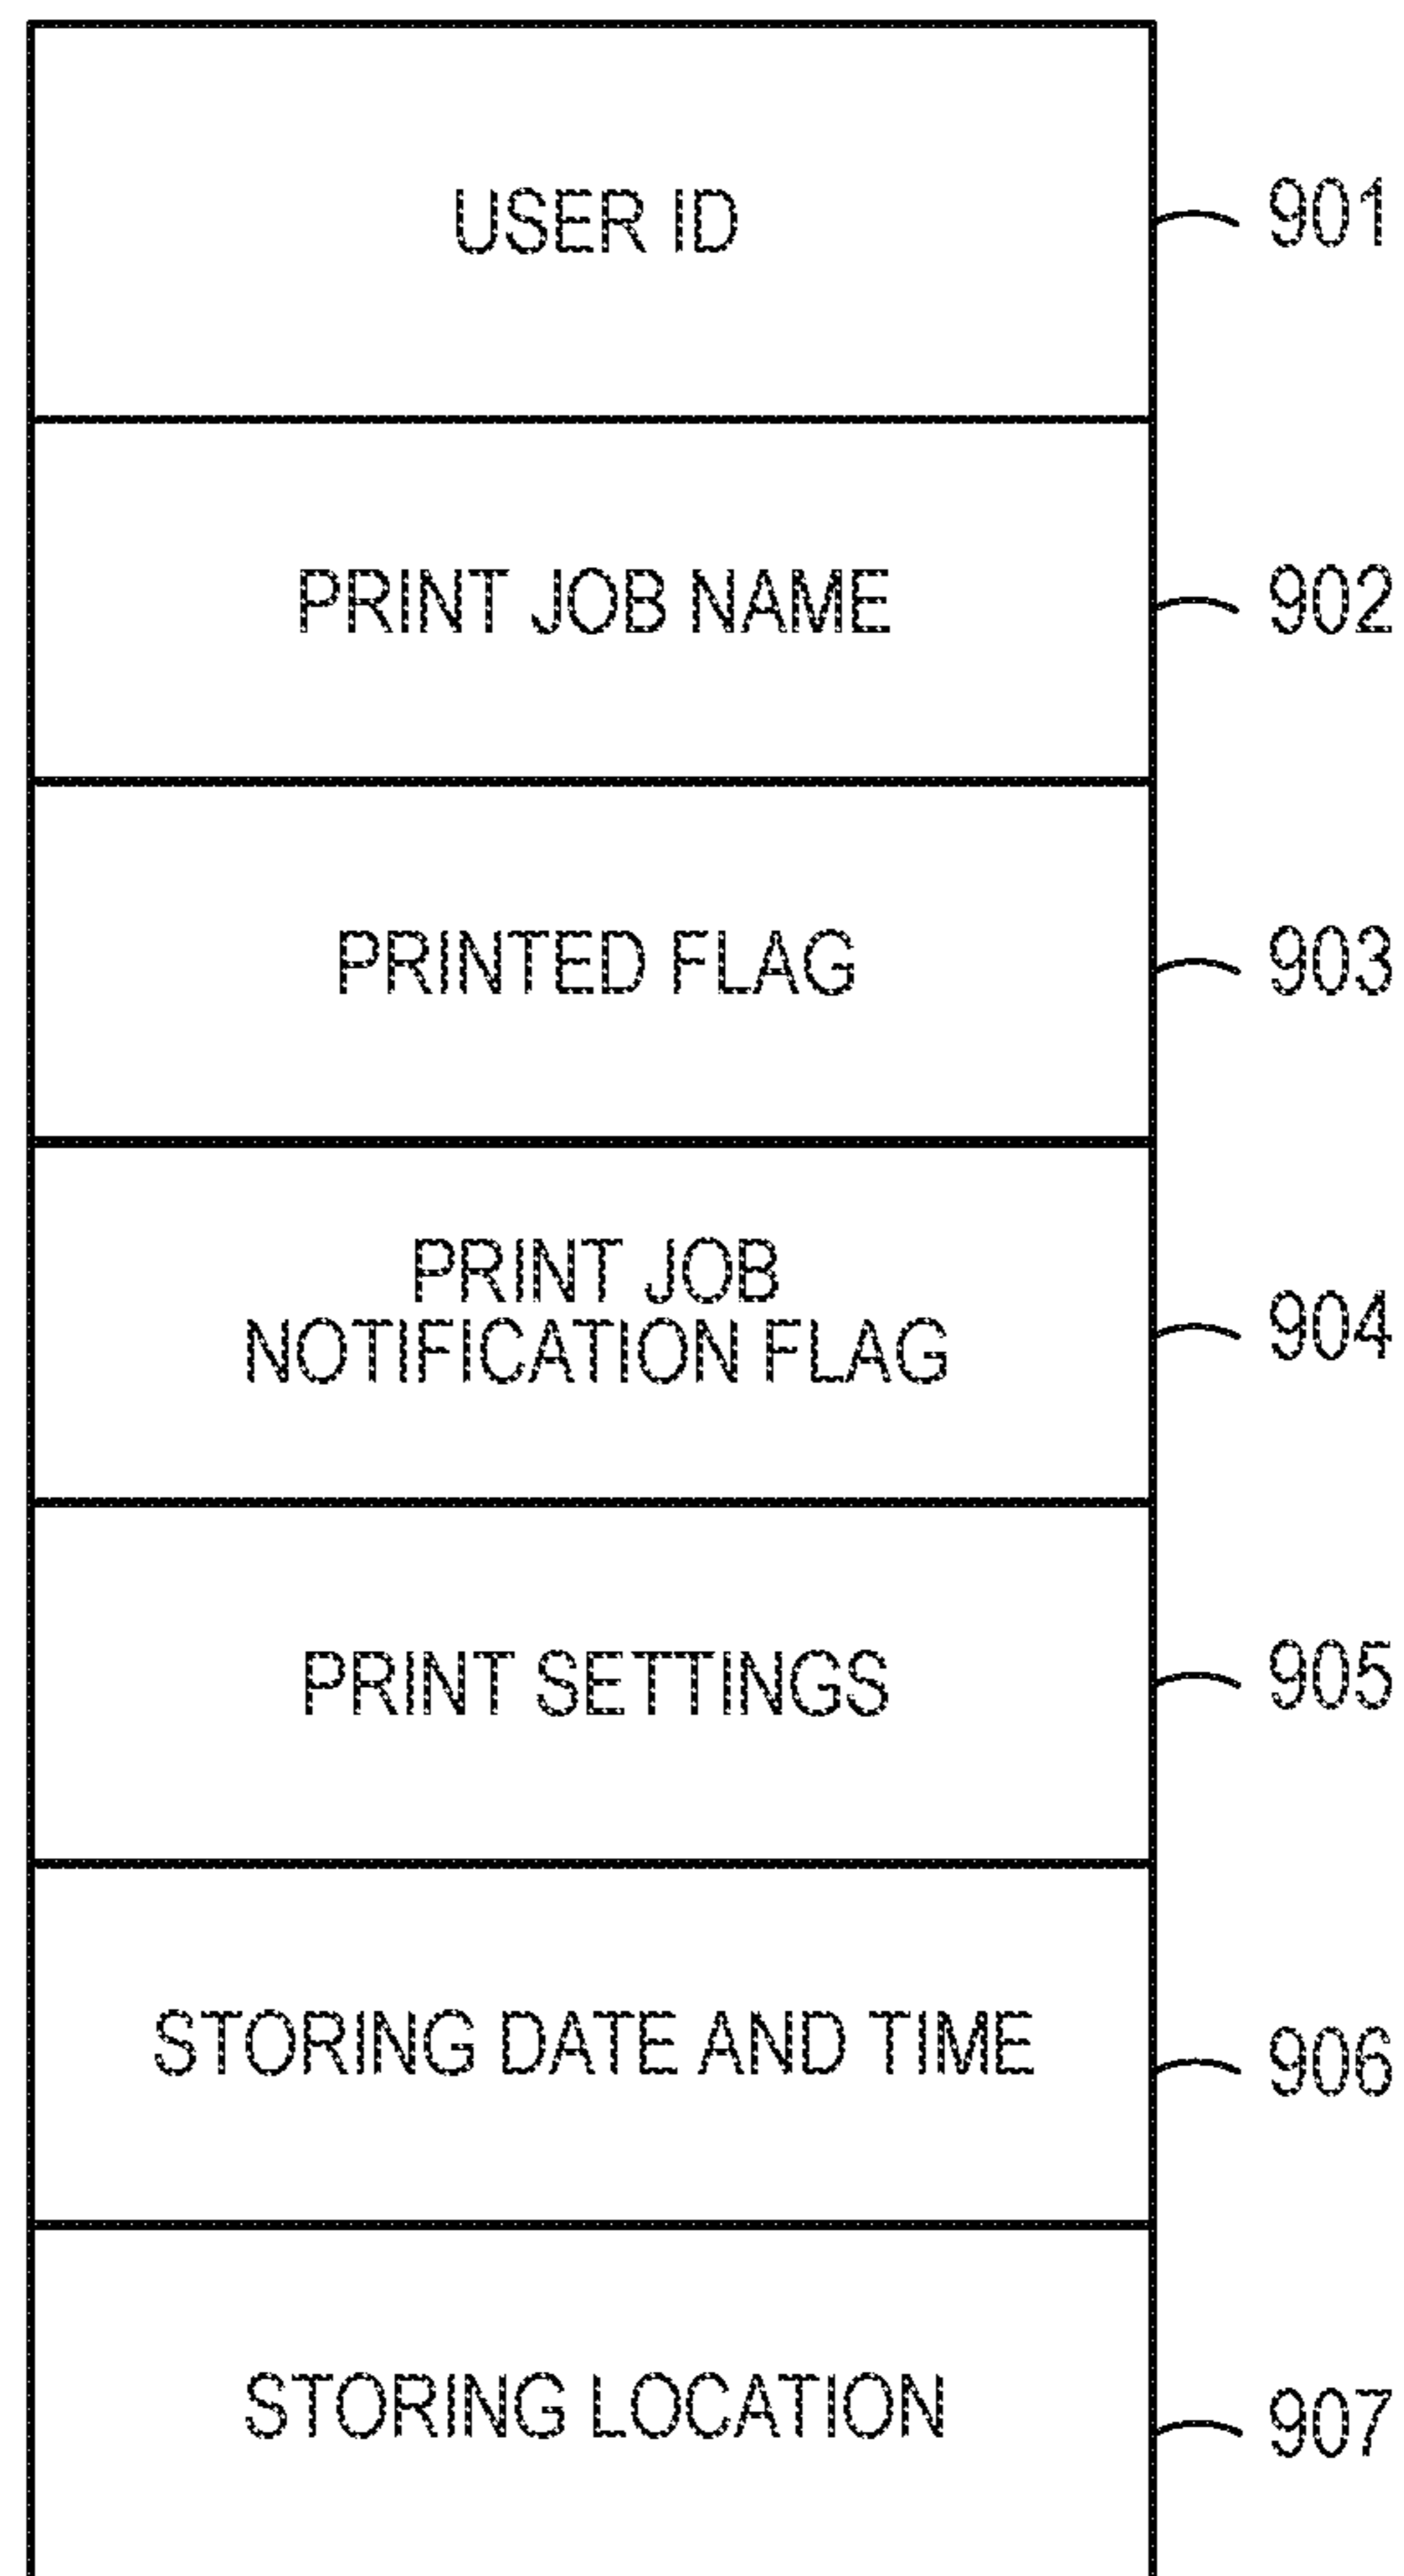 USER ID
901
PRINT JOB NAME
902
PRINTED FLAG
903
PRINT JOB
NOTIFICATION FLAG
904
PRINT SETTINGS
905
STORING DATE AND TIME
906
STORING LOCATION
907